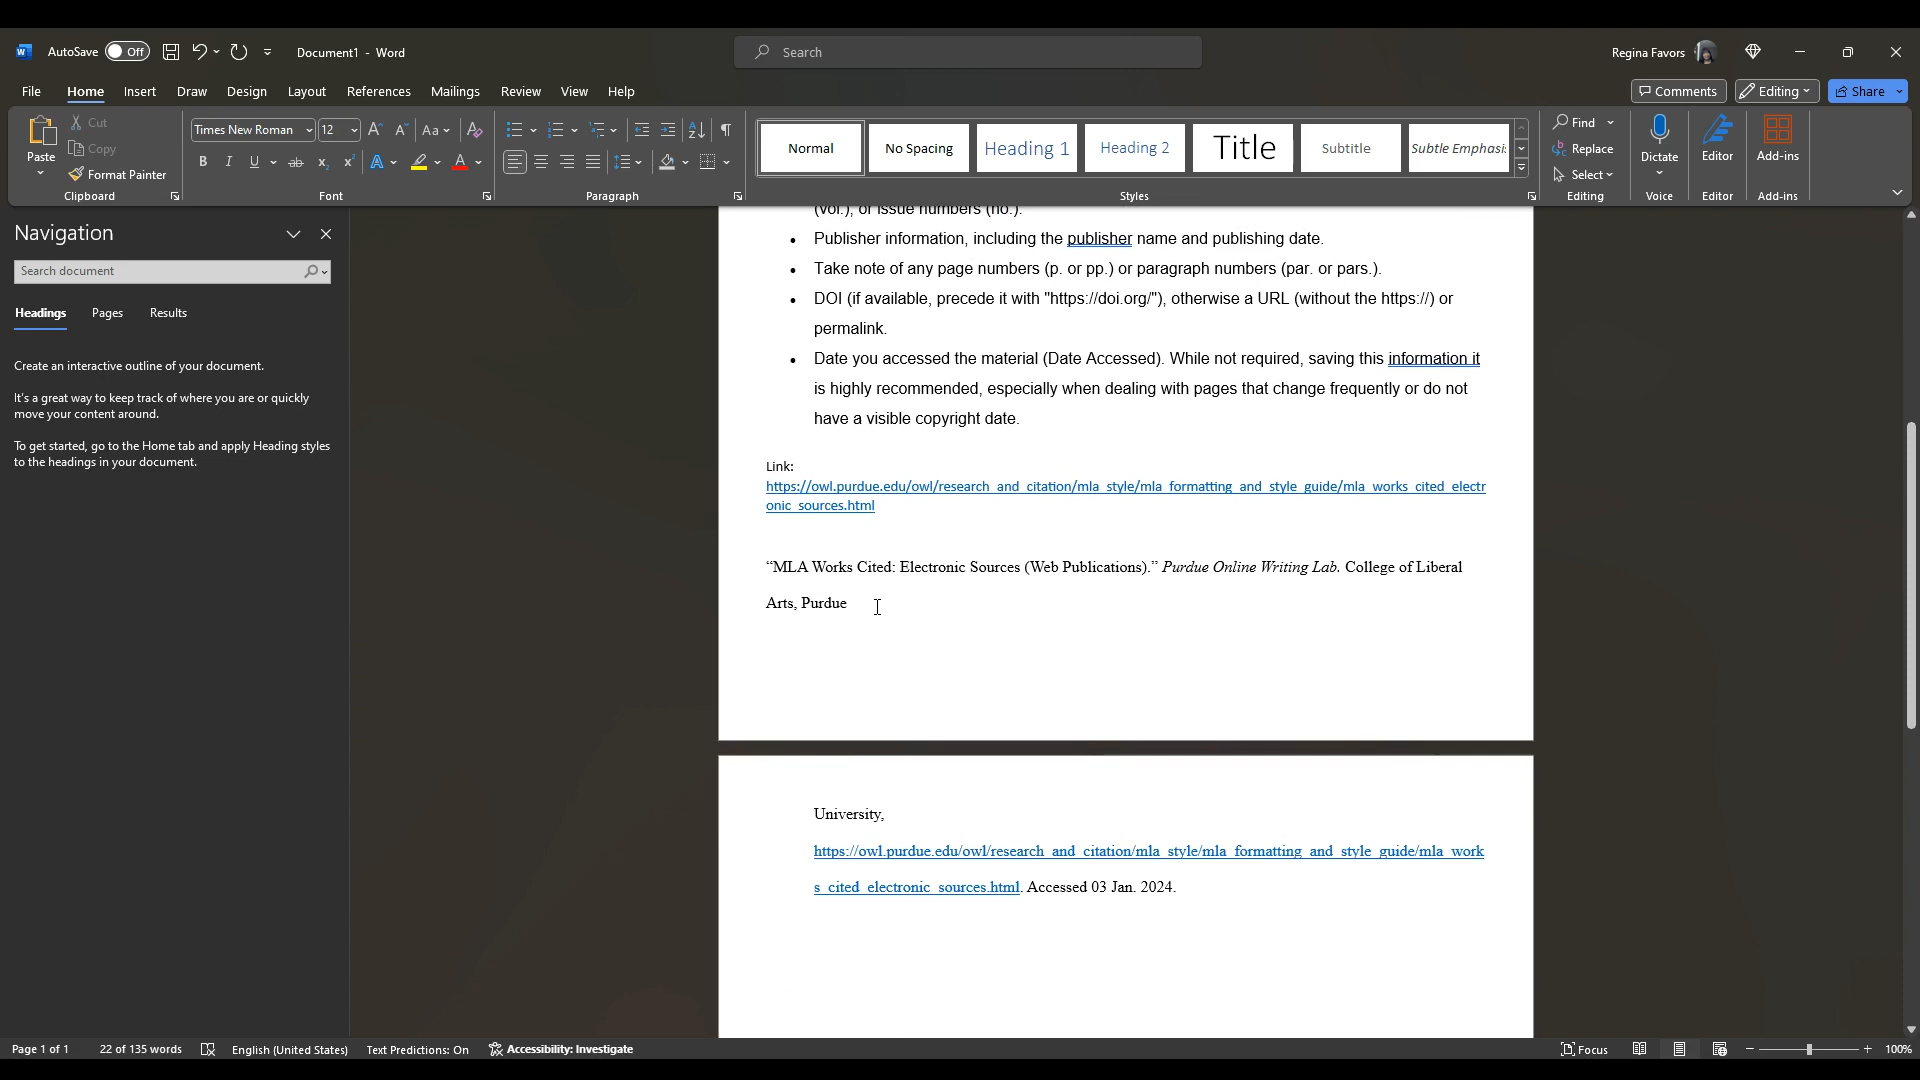 AutoSave Off Document1 - Word Search Regina Favors
File Home Insert Draw Design Layout References Mailings Review View Help Comments Editing Share
Paste Cut Copy Format Painter Clipboard
Times New Roman 12 Aa B I U ab x₂ x² A A Font
Paragraph
Normal No Spacing Heading 1 Heading 2 Title Subtitle Subtle Emphasi: Styles
Find Replace Select Editing
Dictate Voice
Editor Editor
Add-ins Add-ins
Navigation
Search document
Headings Pages Results
Create an interactive outline of your document.
It's a great way to keep track of where you are or quickly
move your content around.
To get started, go to the Home tab and apply Heading styles
to the headings in your document.
(vol.), or issue numbers (no.).
• Publisher information, including the publisher name and publishing date.
• Take note of any page numbers (p. or pp.) or paragraph numbers (par. or pars.).
• DOI (if available, precede it with "https://doi.org/"), otherwise a URL (without the https://) or
permalink.
• Date you accessed the material (Date Accessed). While not required, saving this information it
is highly recommended, especially when dealing with pages that change frequently or do not
have a visible copyright date.
Link:
https://owl.purdue.edu/owl/research_and_citation/mla_style/mla_formatting_and_style_guide/mla_works_cited_electr
onic_sources.html
“MLA Works Cited: Electronic Sources (Web Publications).” Purdue Online Writing Lab. College of Liberal
Arts, Purdue
University,
https://owl.purdue.edu/owl/research_and_citation/mla_style/mla_formatting_and_style_guide/mla_work
s_cited_electronic_sources.html. Accessed 03 Jan. 2024.
Page 1 of 1 22 of 135 words English (United States) Text Predictions: On Accessibility: Investigate Focus 100%